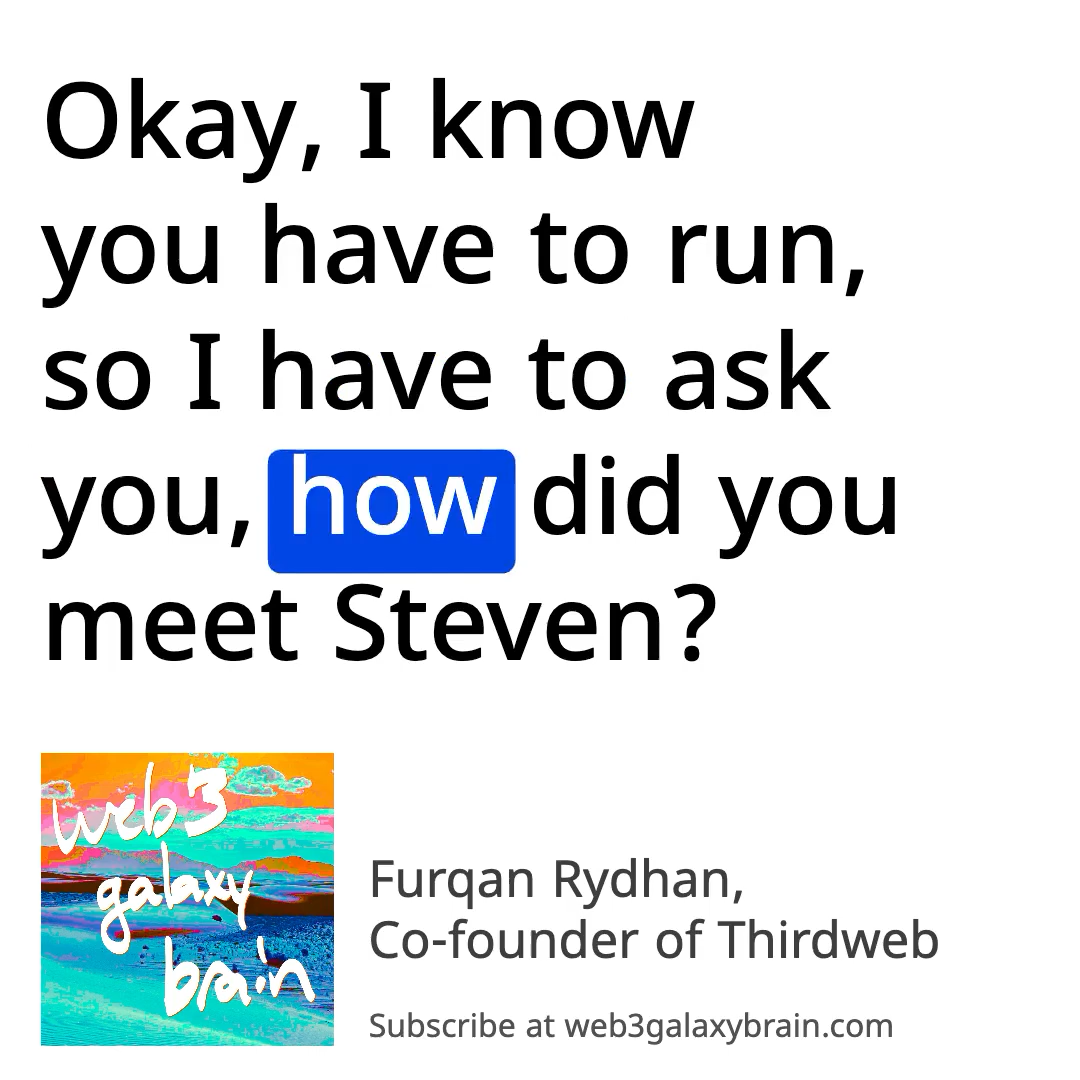 Okay, I know
you have to run,
so I have to ask
you, how did you
meet Steven?
web3
galaxy
brain
Furqan Rydhan,
Co-founder of Thirdweb
Subscribe at web3galaxybrain.com